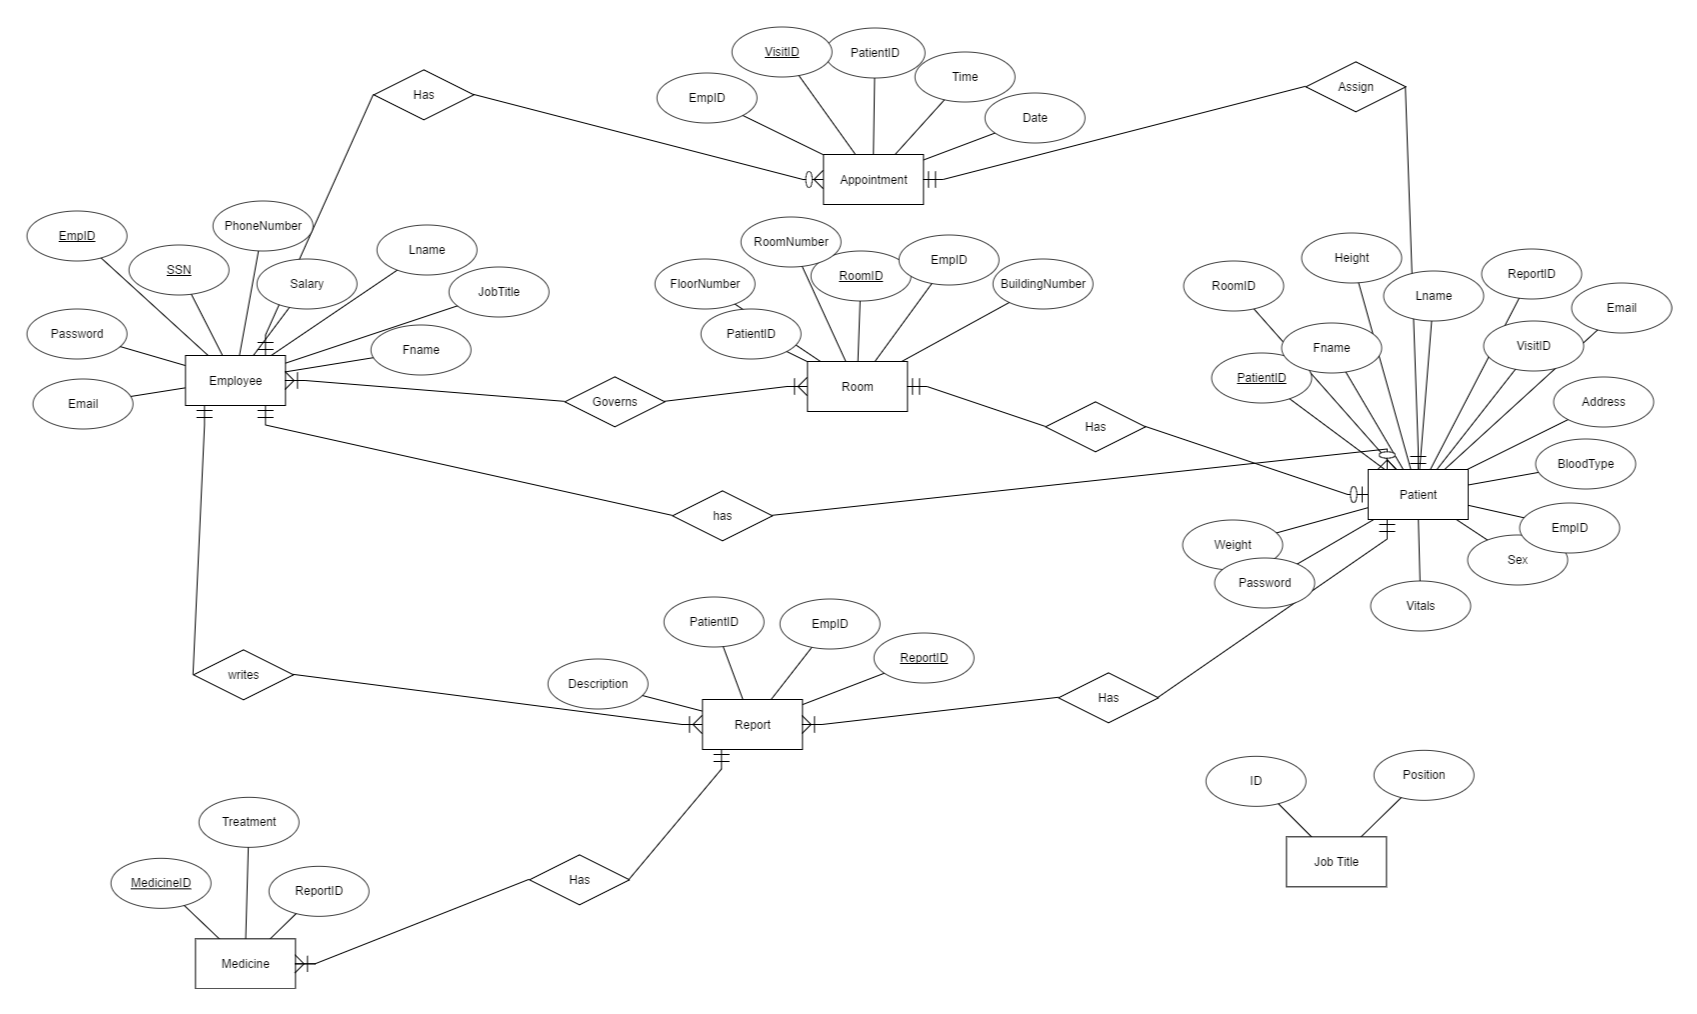 VisitID
PatientID
Time
EmpID
Date
Has
Assign
Appointment
EmpID
SSN
PhoneNumber
Salary
Lname
JobTitle
Fname
Password
Email
Employee
RoomNumber
FloorNumber
RoomID
EmpID
BuildingNumber
PatientID
Room
Governs
Has
has
Height
RoomID
Lname
ReportID
Email
Fname
VisitID
PatientID
Address
BloodType
Patient
EmpID
Sex
Weight
Password
Vitals
writes
PatientID
EmpID
ReportID
Description
Report
Has
Has
Treatment
MedicineID
ReportID
Medicine
ID
Position
Job Title